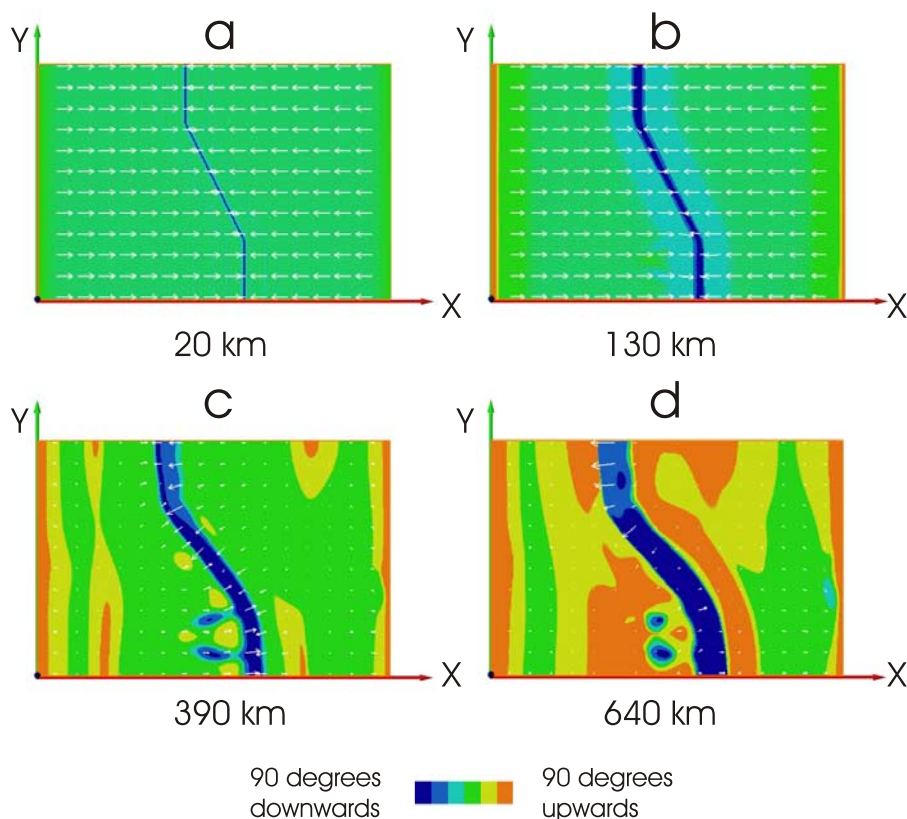 a
b
Y
Y
X
X
20 km
130 km
c
d
Y
Y
X
X
390 km
640 km
90 degrees
downwards
90 degrees
upwards